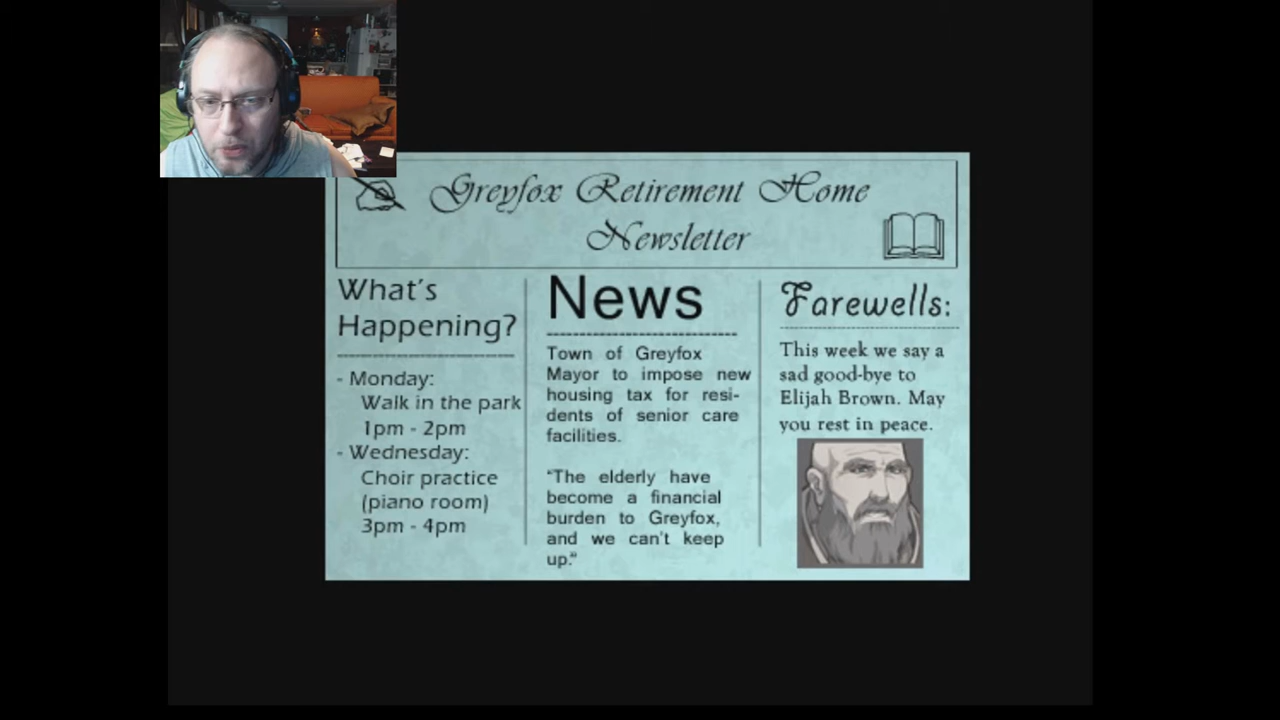 Greyfox Retirement Home
Newsletter
What's
Happening?
- Monday:
Walk in the park
1pm - 2pm
- Wednesday:
Choir practice
(piano room)
3pm - 4pm
News
Town of Greyfox
Mayor to impose new
housing tax for resi-
dents of senior care
facilities.
"The elderly have
become a financial
burden to Greyfox,
and we can't keep
up."
Farewells:
This week we say a
sad good-bye to
Elijah Brown. May
you rest in peace.